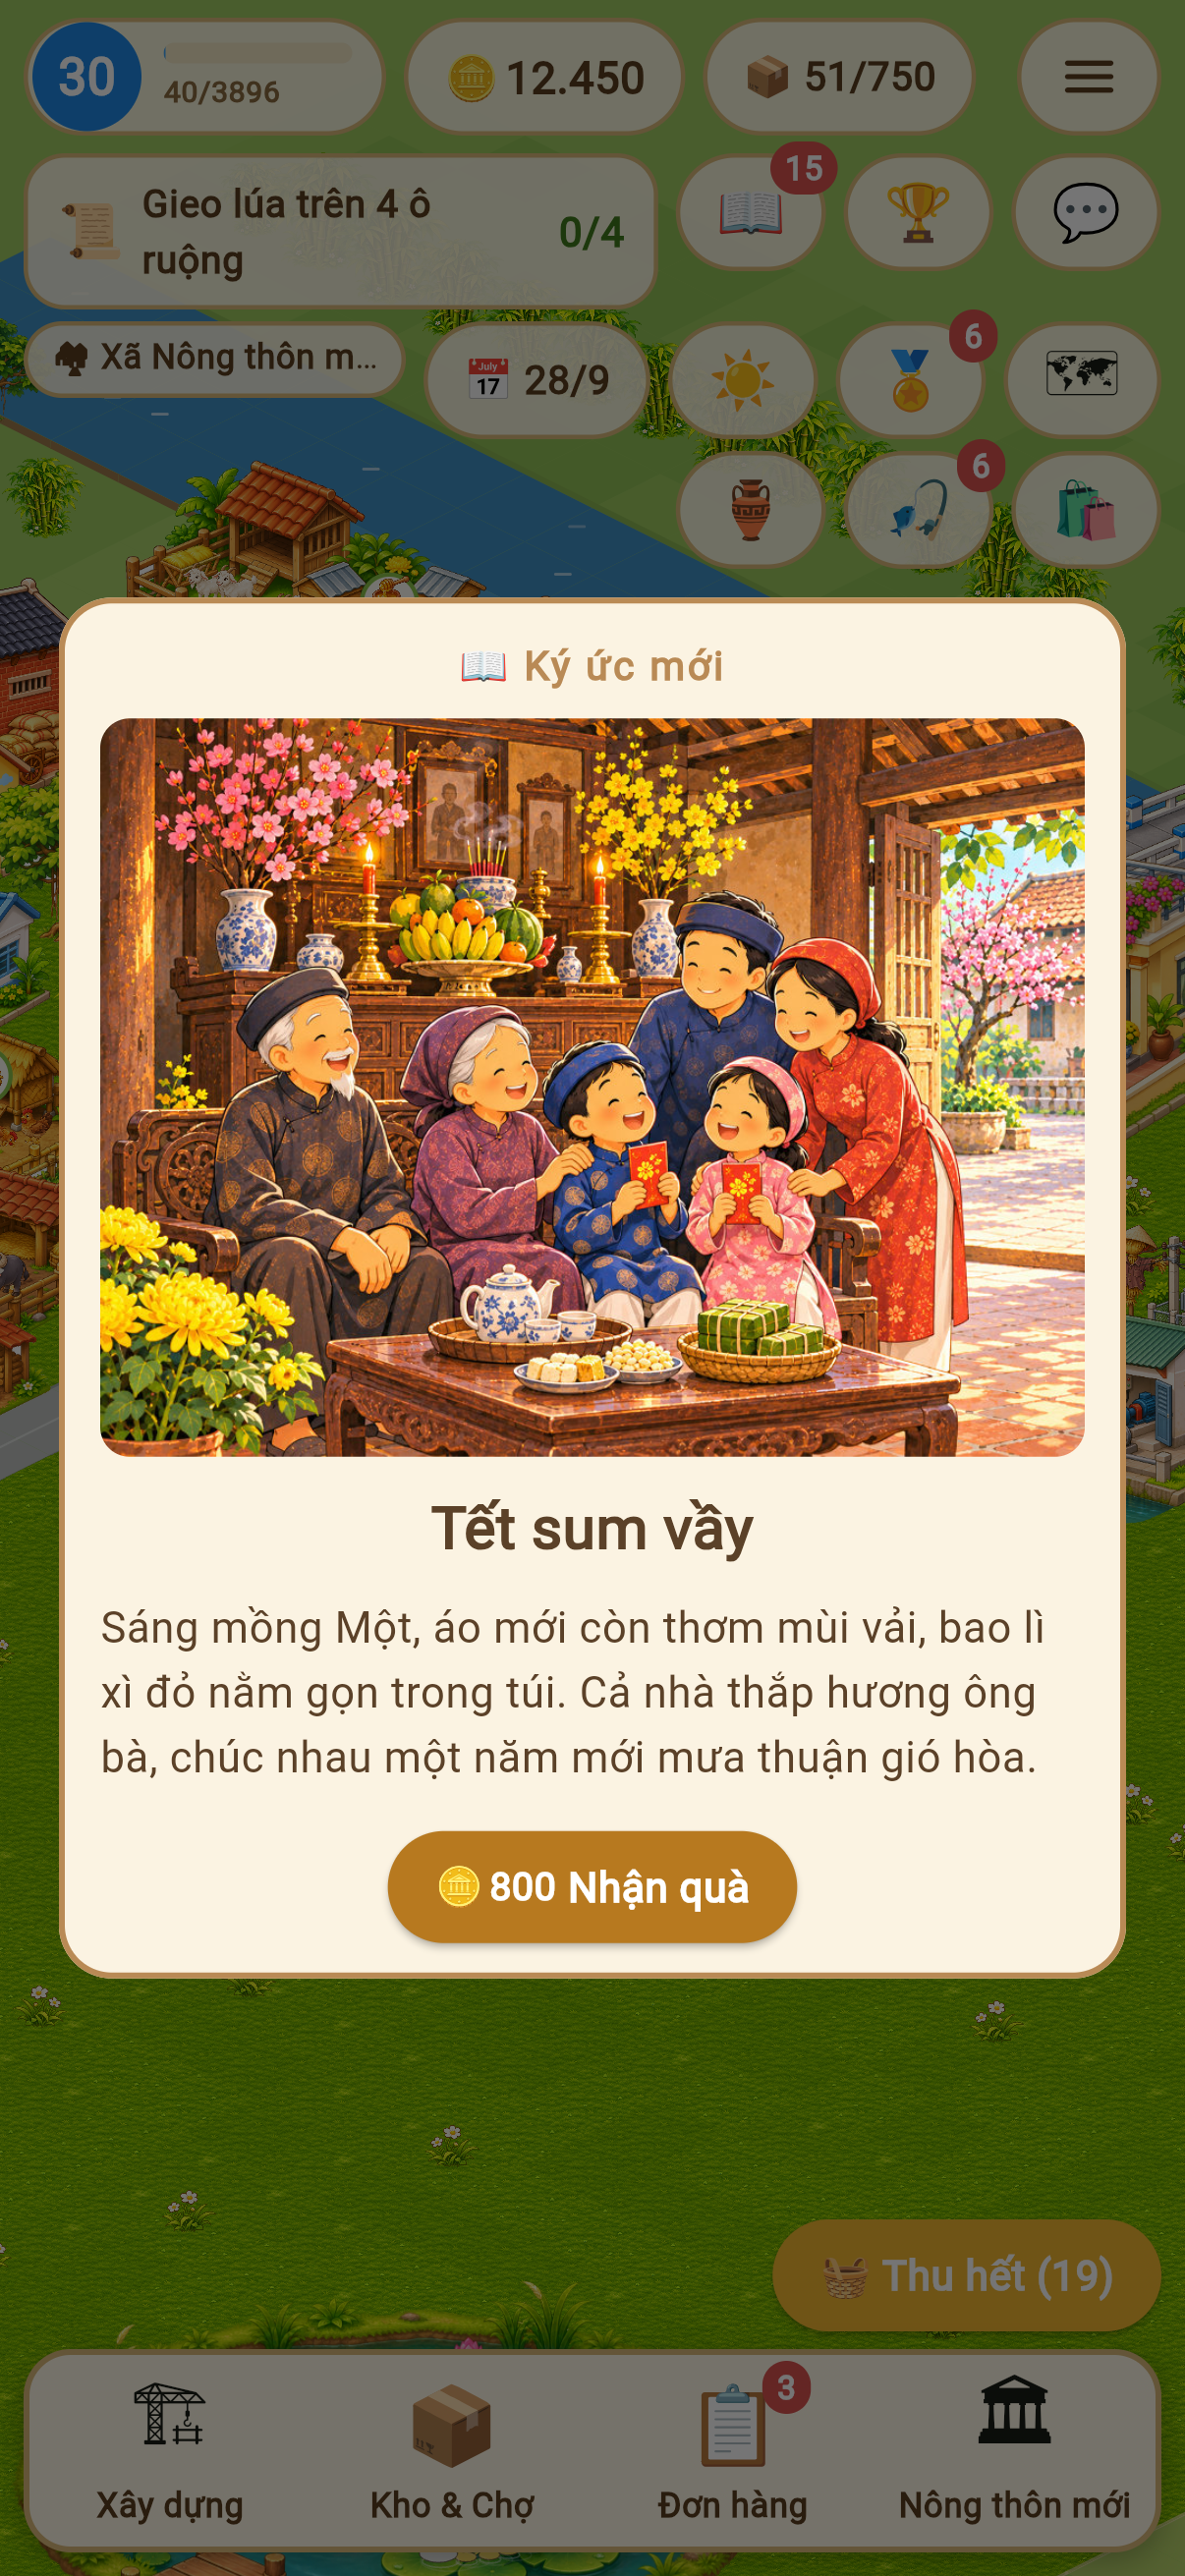 30
40/3896
12.450
51/750
Gieo lúa trên 4 ô
ruộng
0/4
15
Xã Nông thôn m...
July
17
28/9
6
6
Ký ức mới
Tết sum vầy
Sáng mồng Một, áo mới còn thơm mùi vải, bao lì
xì đỏ nằm gọn trong túi. Cả nhà thắp hương ông
bà, chúc nhau một năm mới mưa thuận gió hòa.
800 Nhận quà
Thu hết (19)
3
Xây dựng
Kho & Chợ
Đơn hàng
Nông thôn mới